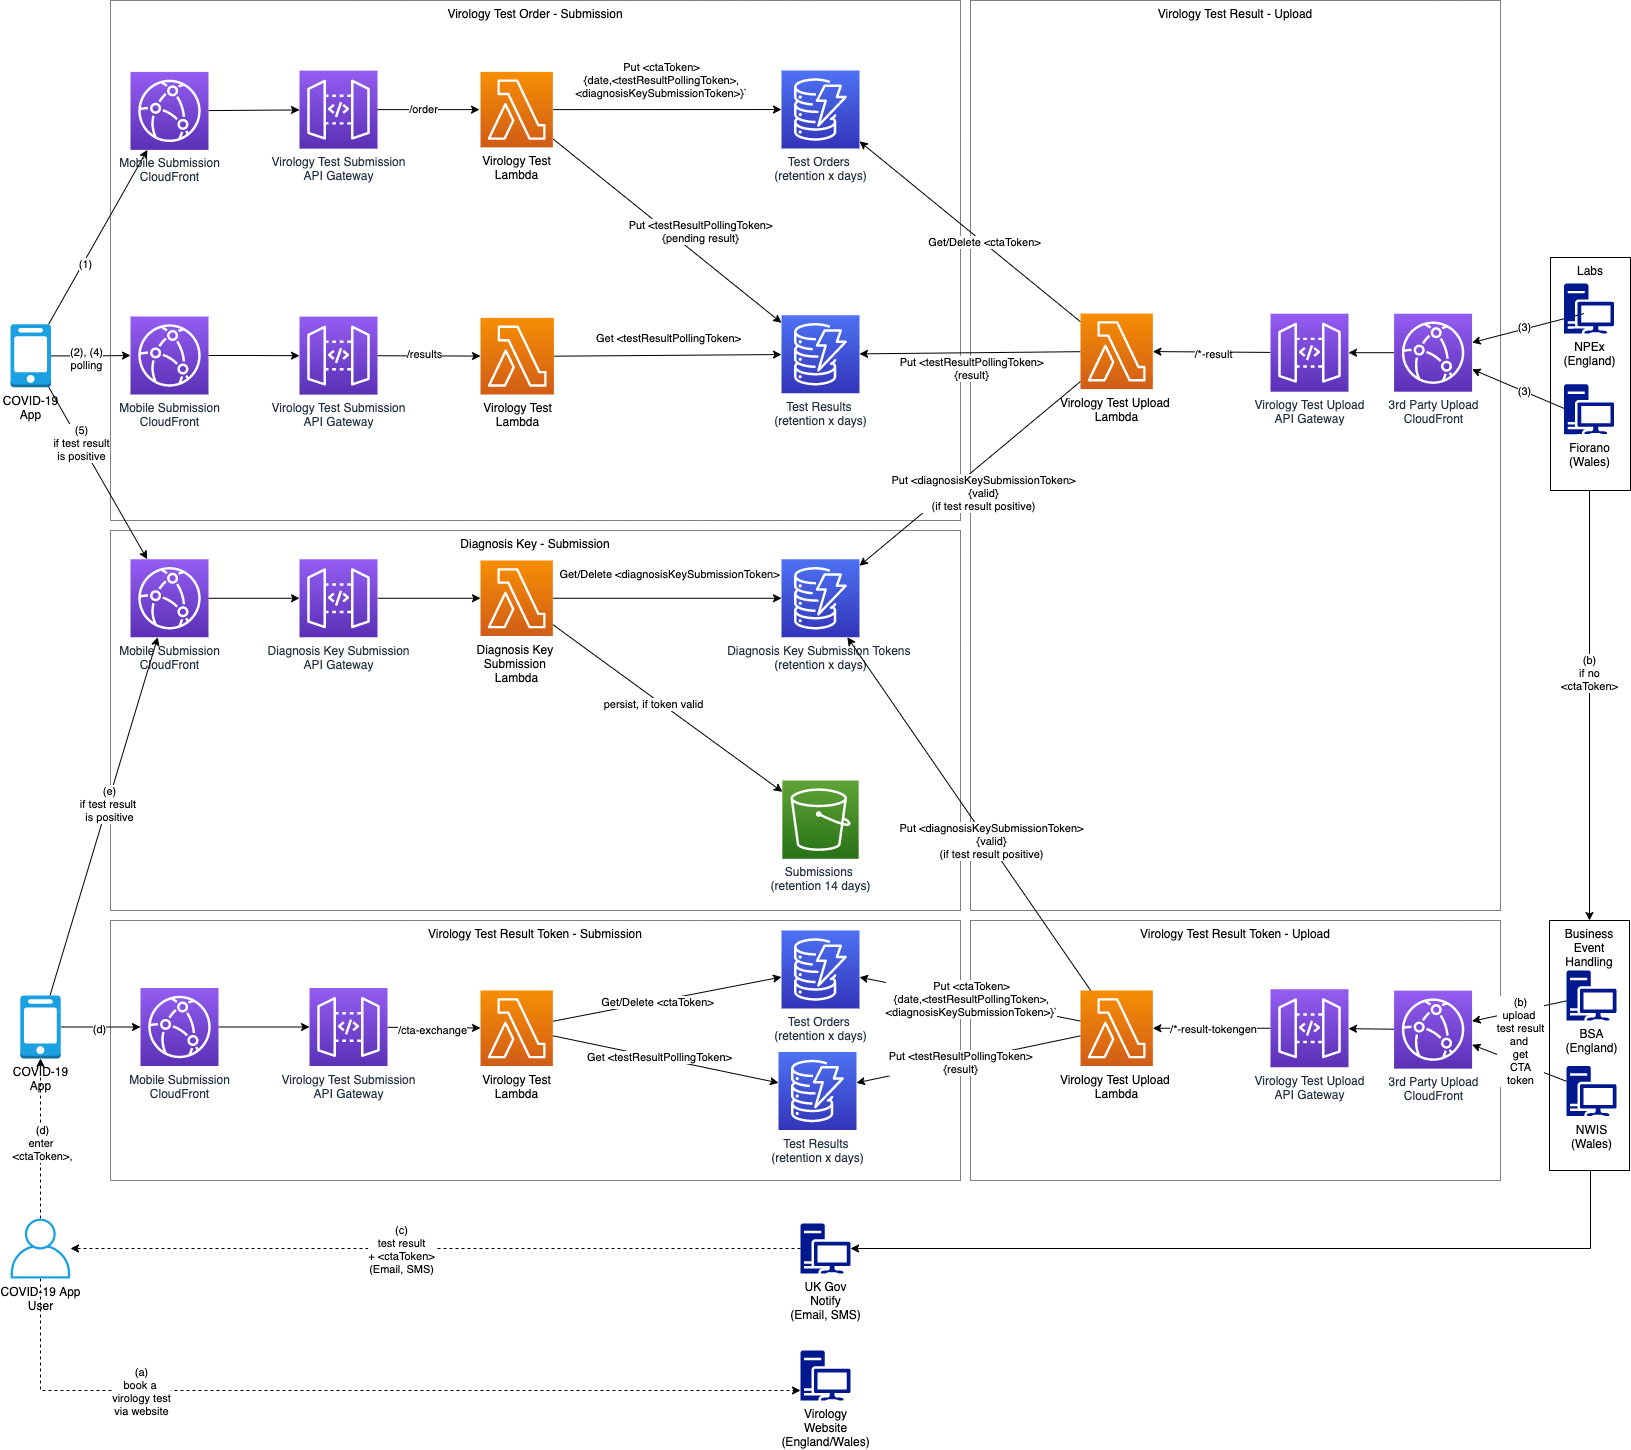 Virology Test Order - Submission
Virology Test Result - Upload
Put <ctaToken>
{date,<testResultPollingToken>,
<diagnosisKeySubmissionToken>}`
/order
Mobile Submission
CloudFront
Virology Test Submission
API Gateway
Virology Test
Lambda
Test Orders
(retention x days)
Put <testResultPollingToken>
{pending result}
Get/Delete <ctaToken>
(1)
Labs
NPEx
(England)
Fiorano
(Wales)
(3)
(3)
COVID-19
App
(2), (4)
polling
/results
Get <testResultPollingToken>
Put <testResultPollingToken>
{result}
/*-result
Mobile Submission
CloudFront
Virology Test Submission
API Gateway
Virology Test
Lambda
Test Results
(retention x days)
Virology Test Upload
Lambda
Virology Test Upload
API Gateway
3rd Party Upload
CloudFront
(5)
if test result
is positive
Put <diagnosisKeySubmissionToken>
{valid}
(if test result positive)
Diagnosis Key - Submission
Get/Delete <diagnosisKeySubmissionToken>
Mobile Submission
CloudFront
Diagnosis Key Submission
API Gateway
Diagnosis Key
Submission
Lambda
Diagnosis Key Submission Tokens
(retention x days)
persist, if token valid
(b)
if no
<ctaToken>
(e)
if test result
is positive
Put <diagnosisKeySubmissionToken>
{valid}
(if test result positive)
Submissions
(retention 14 days)
Virology Test Result Token - Submission
Virology Test Result Token - Upload
Business
Event
Handling
BSA
(England)
NWIS
(Wales)
(b)
upload
test result
and
get
CTA
token
COVID-19
App
(d)
/cta-exchange
Get/Delete <ctaToken>
Get <testResultPollingToken>
Put <ctaToken>
{date,<testResultPollingToken>,
<diagnosisKeySubmissionToken>}`
Put <testResultPollingToken>
{result}
/*-result-tokengen
Mobile Submission
CloudFront
Virology Test Submission
API Gateway
Virology Test
Lambda
Test Orders
(retention x days)
Test Results
(retention x days)
Virology Test Upload
Lambda
Virology Test Upload
API Gateway
3rd Party Upload
CloudFront
(d)
enter
<ctaToken>,
(c)
test result
+ <ctaToken>
(Email, SMS)
COVID-19 App
User
UK Gov
Notify
(Email, SMS)
(a)
book a
virology test
via website
Virology
Website
(England/Wales)